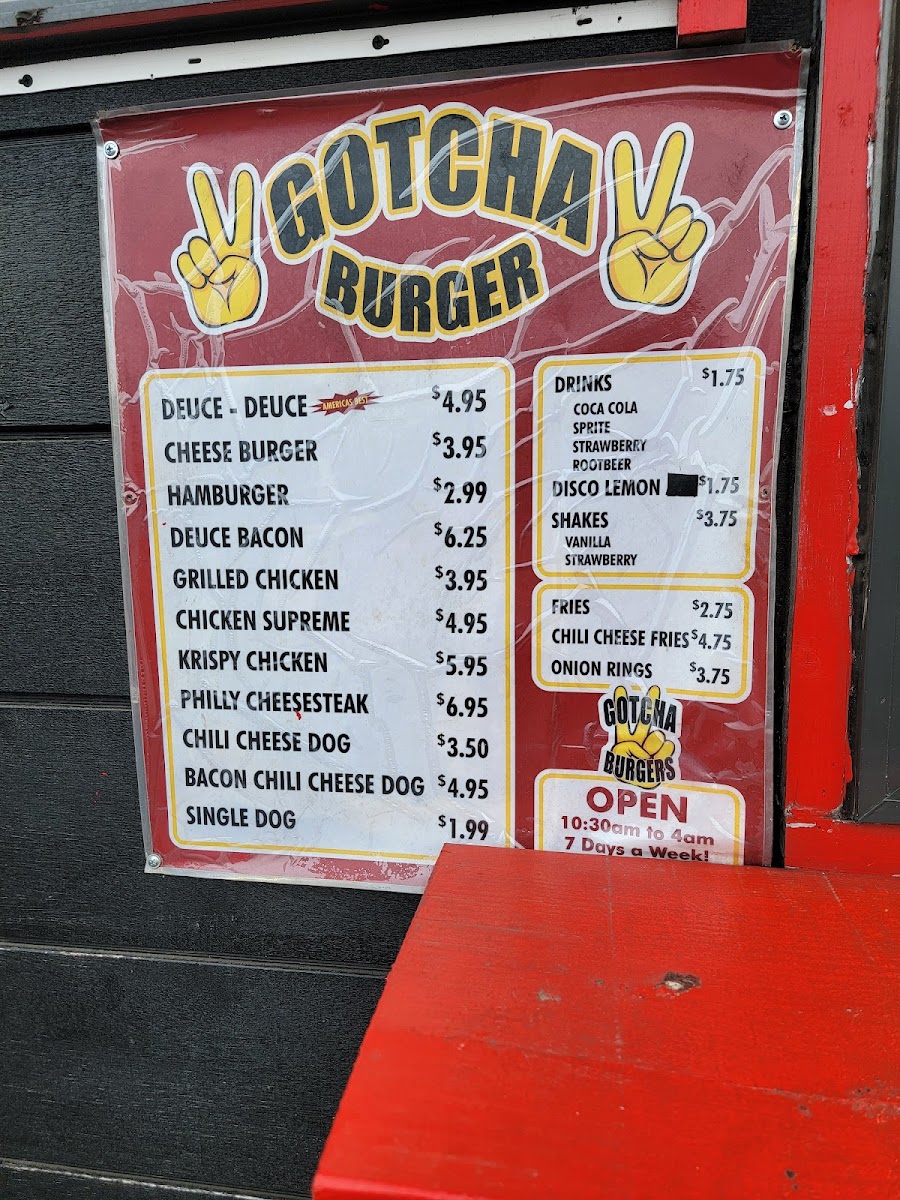 GOTCHA
BURGER
DEUCE - DEUCE AMERICAS BEST $4.95
CHEESE BURGER $3.95
HAMBURGER $2.99
DEUCE BACON $6.25
GRILLED CHICKEN $3.95
CHICKEN SUPREME $4.95
KRISPY CHICKEN $5.95
PHILLY CHEESESTEAK $6.95
CHILI CHEESE DOG $3.50
BACON CHILI CHEESE DOG $4.95
SINGLE DOG $1.99
DRINKS $1.75
COCA COLA
SPRITE
STRAWBERRY
ROOTBEER
DISCO LEMON $1.75
SHAKES $3.75
VANILLA
STRAWBERRY
FRIES $2.75
CHILI CHEESE FRIES $4.75
ONION RINGS $3.75
GOTCHA
BURGERS
OPEN
10:30am to 4am
7 Days a Week!